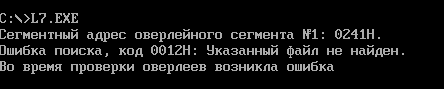 C:\>L7.EXE
Сегментный адрес оверлейного сегмента №1: 0241H.
Ошибка поиска, код 0012H: Указанный файл не найден.
Во время проверки оверлеев возникла ошибка